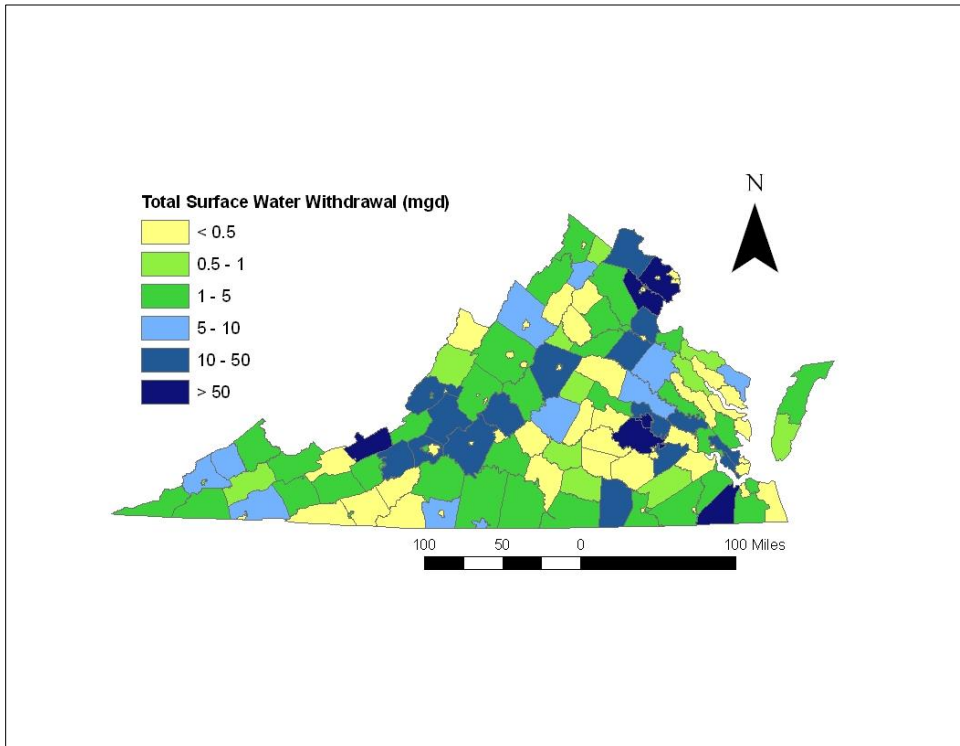 N
Total Surface Water Withdrawal (mgd)
< 0.5
0.5 - 1
1 - 5
5 - 10
10 - 50
> 50
100 50 0 100 Miles